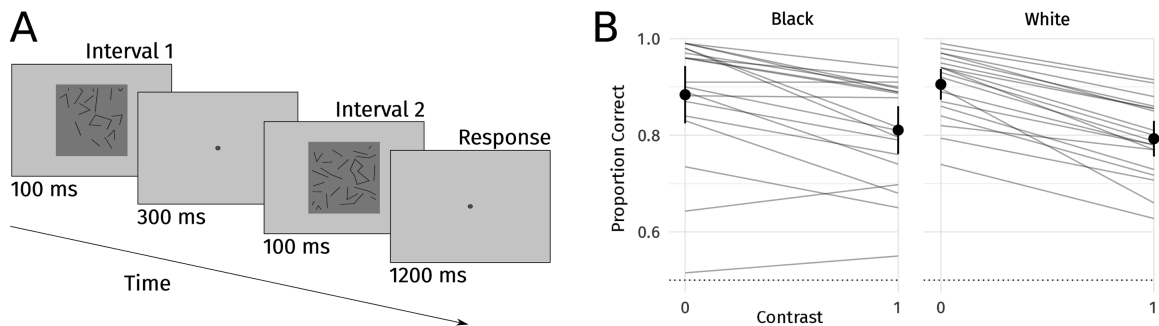 A
Interval 1
100 ms
300 ms
Interval 2
100 ms
Response
1200 ms
Time
B
Black
White
Proportion Correct
1.0
0.8
0.6
0
1
0
1
Contrast